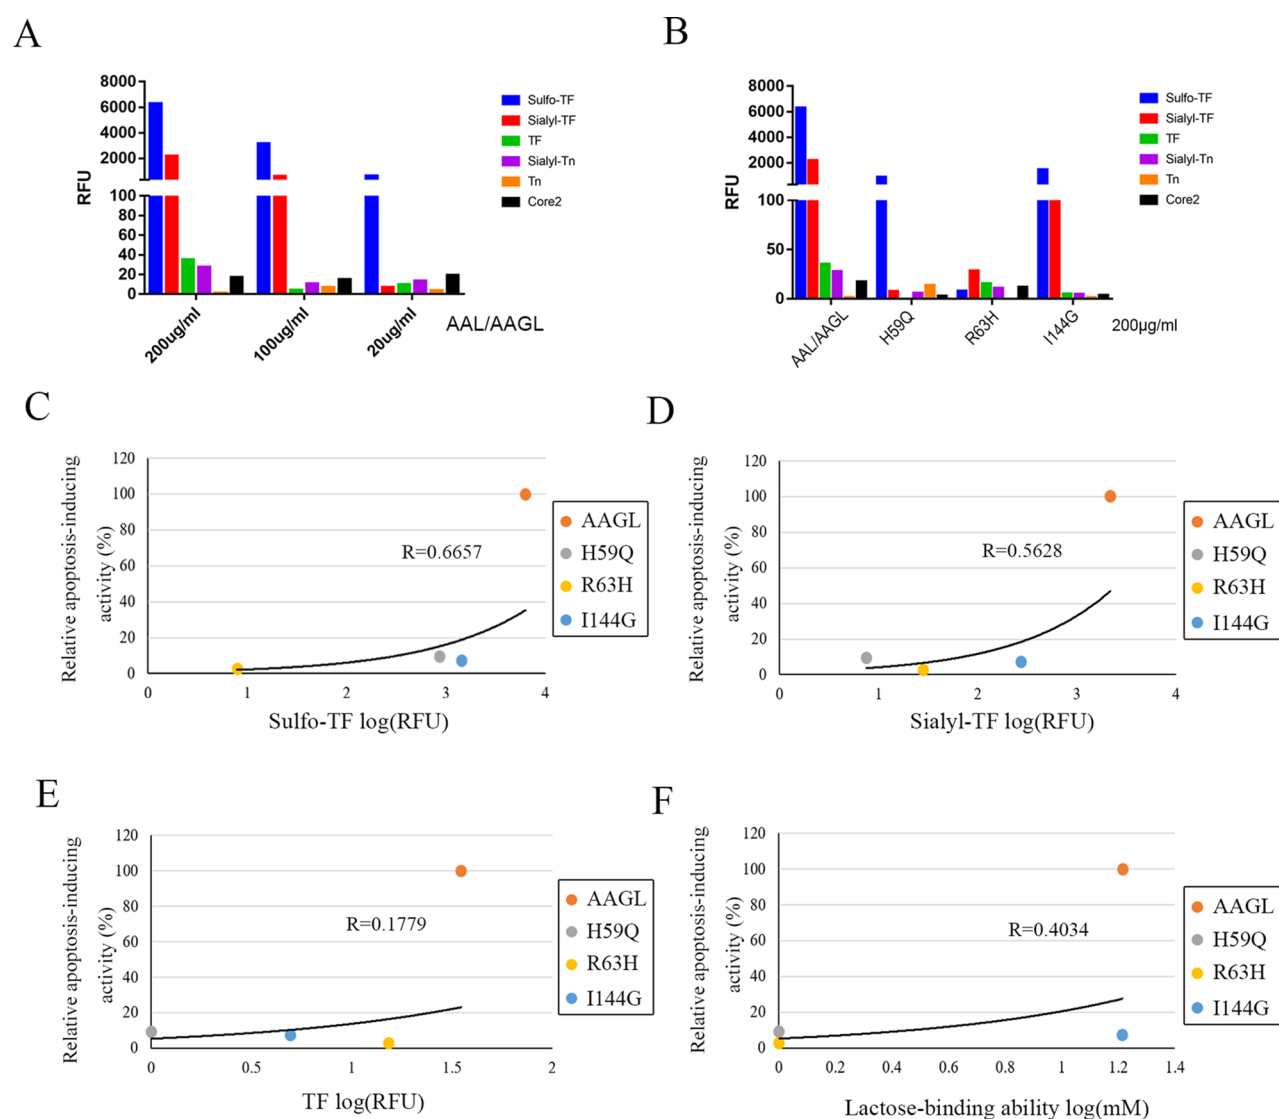 A
8000
6000
4000
2000
100
80
60
40
20
0
RFU
200ug/ml
100ug/ml
20ug/ml
AAL/AAGL
Sulfo-TF
Sialyl-TF
TF
Sialyl-Tn
Tn
Core2
B
8000
6000
4000
2000
100
50
0
RFU
AAL/AAGL
H59Q
R63H
I144G
200μg/ml
Sulfo-TF
Sialyl-TF
TF
Sialyl-Tn
Tn
Core2
C
Relative apoptosis-inducing
activity (%)
120
100
80
60
40
20
0
0 1 2 3 4
R=0.6657
Sulfo-TF log(RFU)
AAGL
H59Q
R63H
I144G
D
Relative apoptosis-inducing
activity (%)
120
100
80
60
40
20
0
0 1 2 3 4
R=0.5628
Sialyl-TF log(RFU)
AAGL
H59Q
R63H
I144G
E
Relative apoptosis-inducing
activity (%)
120
100
80
60
40
20
0
0 0.5 1 1.5 2
R=0.1779
TF log(RFU)
AAGL
H59Q
R63H
I144G
F
Relative apoptosis-inducing
activity (%)
120
100
80
60
40
20
0
0 0.2 0.4 0.6 0.8 1 1.2 1.4
R=0.4034
Lactose-binding ability log(mM)
AAGL
H59Q
R63H
I144G